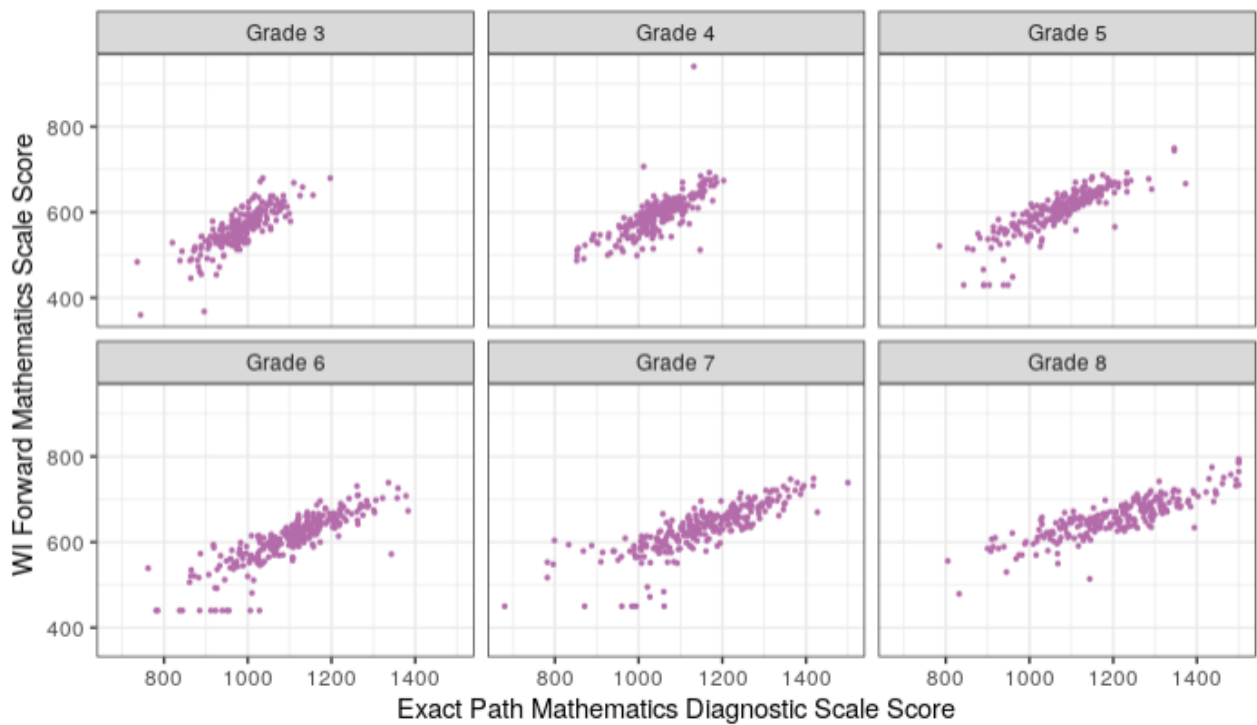 Grade 3 Grade 4 Grade 5
800
600
400
Grade 6 Grade 7 Grade 8
800
600
400
800 1000 1200 1400 800 1000 1200 1400 800 1000 1200 1400
WI Forward Mathematics Scale Score
Exact Path Mathematics Diagnostic Scale Score